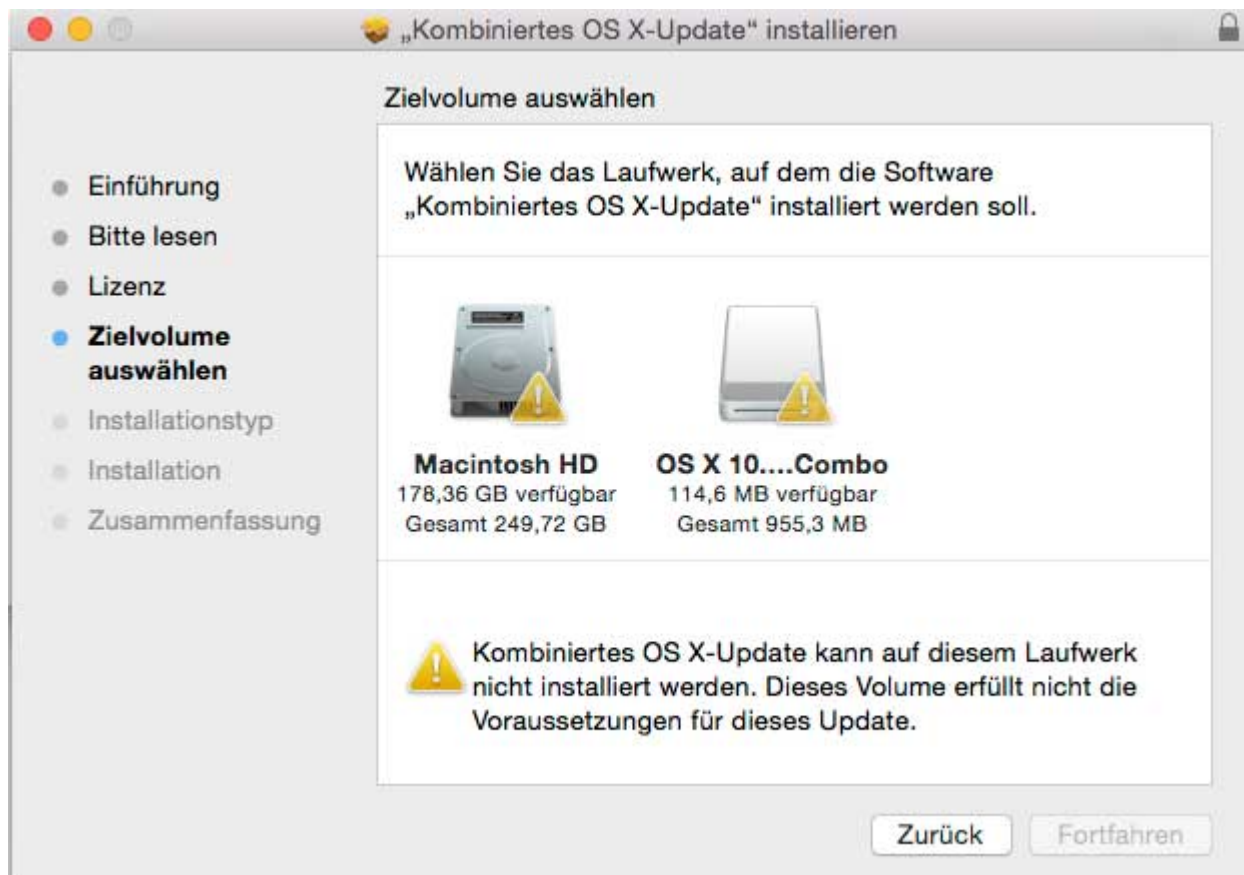 „Kombiniertes OS X-Update“ installieren
Zielvolume auswählen
Einführung
Bitte lesen
Lizenz
Zielvolume
auswählen
Installationstyp
Installation
Zusammenfassung
Wählen Sie das Laufwerk, auf dem die Software
„Kombiniertes OS X-Update“ installiert werden soll.
Macintosh HD
178,36 GB verfügbar
Gesamt 249,72 GB
OS X 10....Combo
114,6 MB verfügbar
Gesamt 955,3 MB
Kombiniertes OS X-Update kann auf diesem Laufwerk
nicht installiert werden. Dieses Volume erfüllt nicht die
Voraussetzungen für dieses Update.
Zurück
Fortfahren